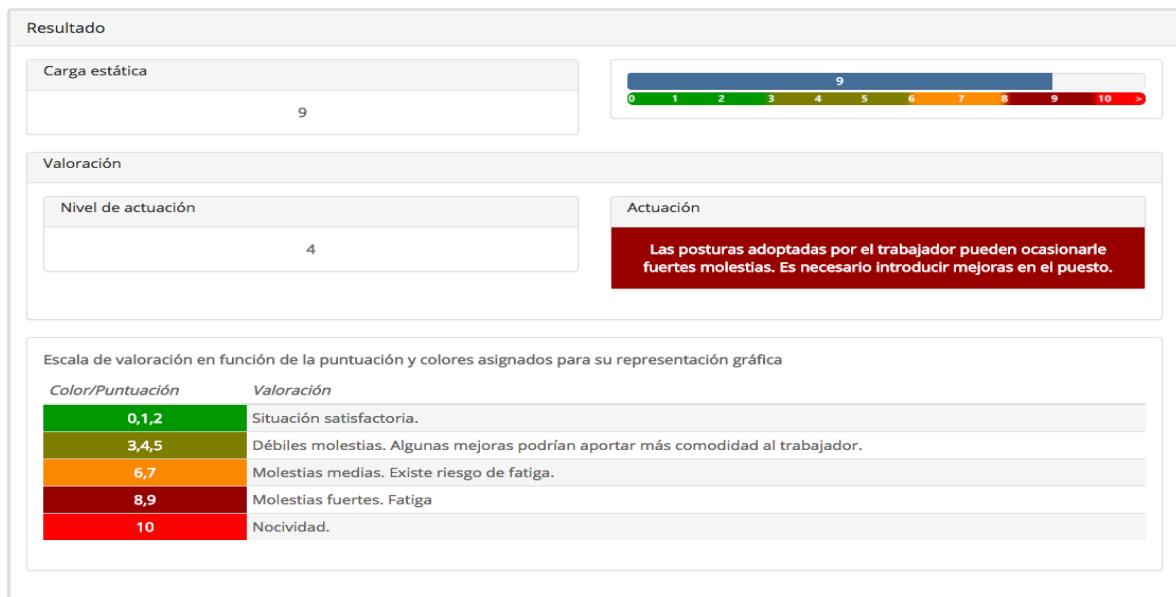 Resultado
Carga estática
9
9
0 1 2 3 4 5 6 7 8 9 10 >
Valoración
Nivel de actuación
4
Actuación
Las posturas adoptadas por el trabajador pueden ocasionarle
fuertes molestias. Es necesario introducir mejoras en el puesto.
Escala de valoración en función de la puntuación y colores asignados para su representación gráfica
Color/Puntuación Valoración
0,1,2 Situación satisfactoria.
3,4,5 Débiles molestias. Algunas mejoras podrían aportar más comodidad al trabajador.
6,7 Molestias medias. Existe riesgo de fatiga.
8,9 Molestias fuertes. Fatiga
10 Nocividad.